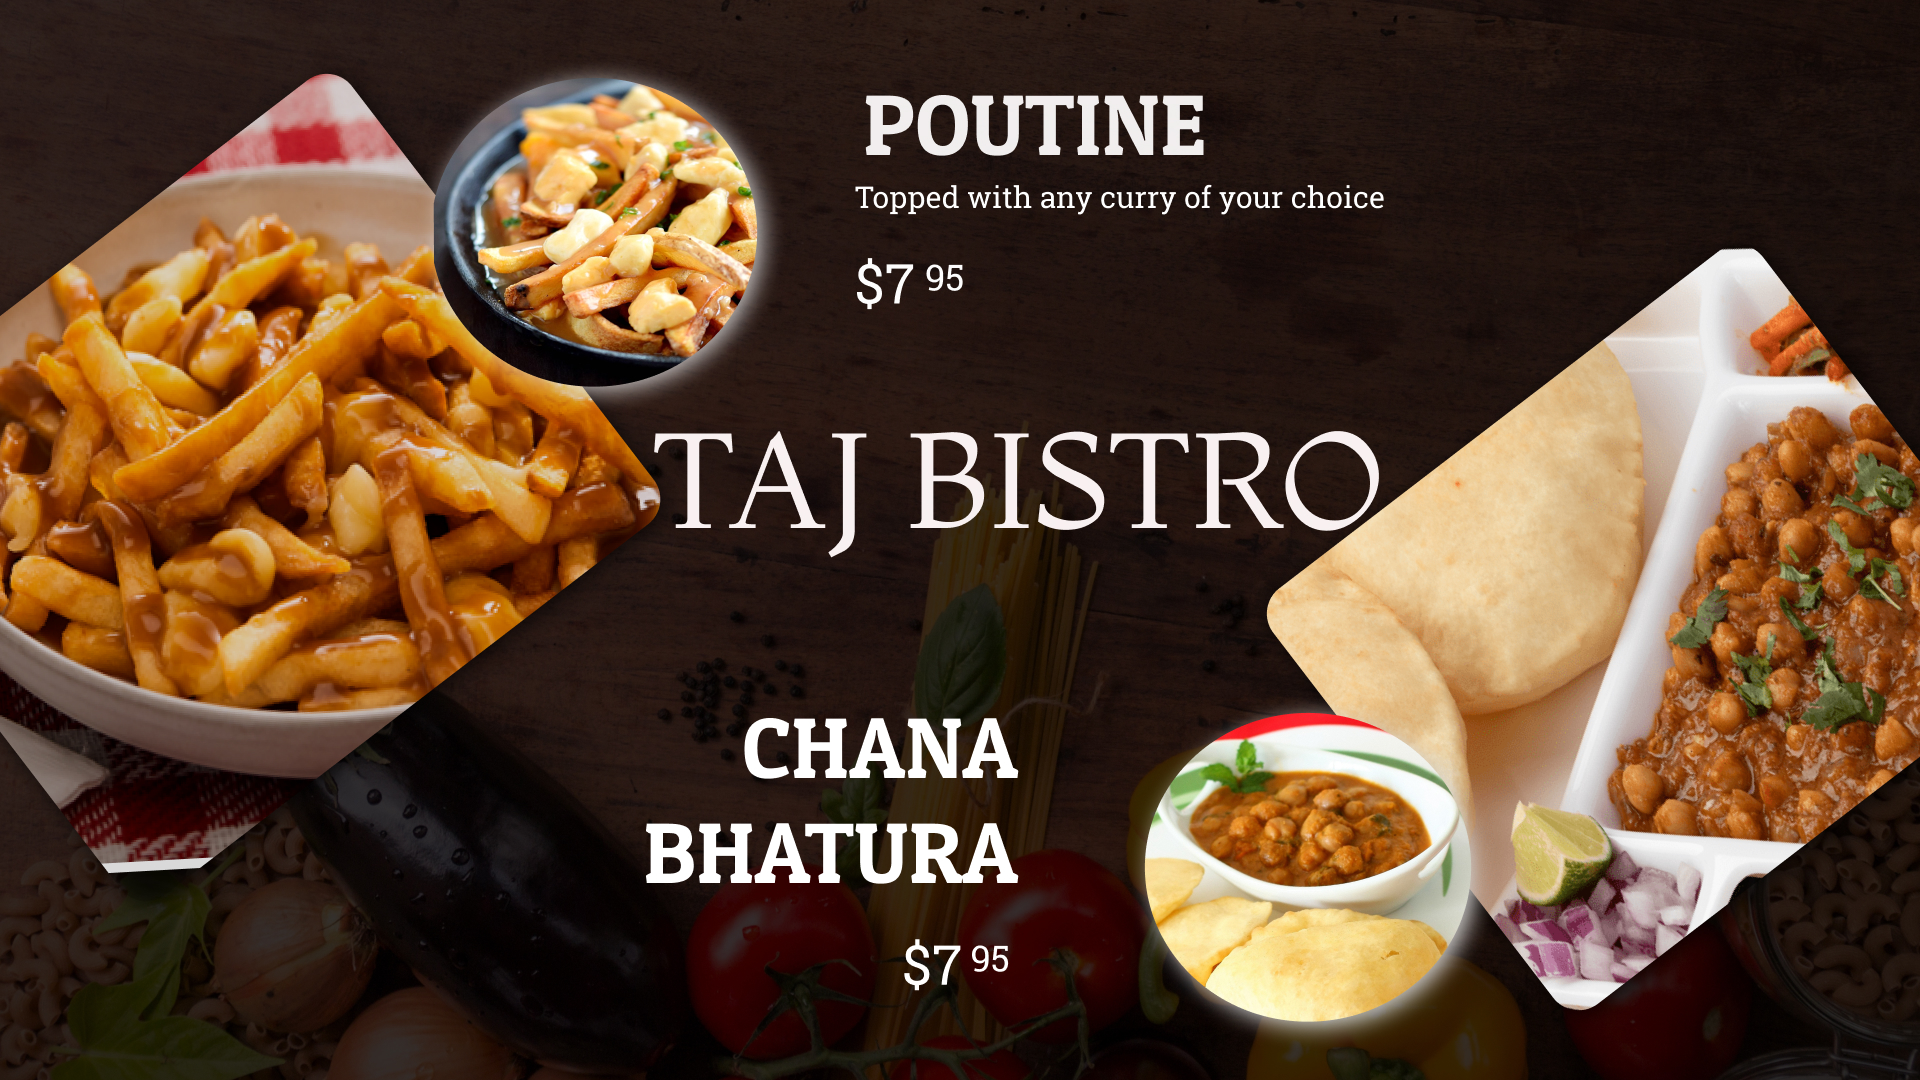 POUTINE
Topped with any curry of your choice
$7 95
TAJ BISTRO
CHANA
BHATURA
$7 95